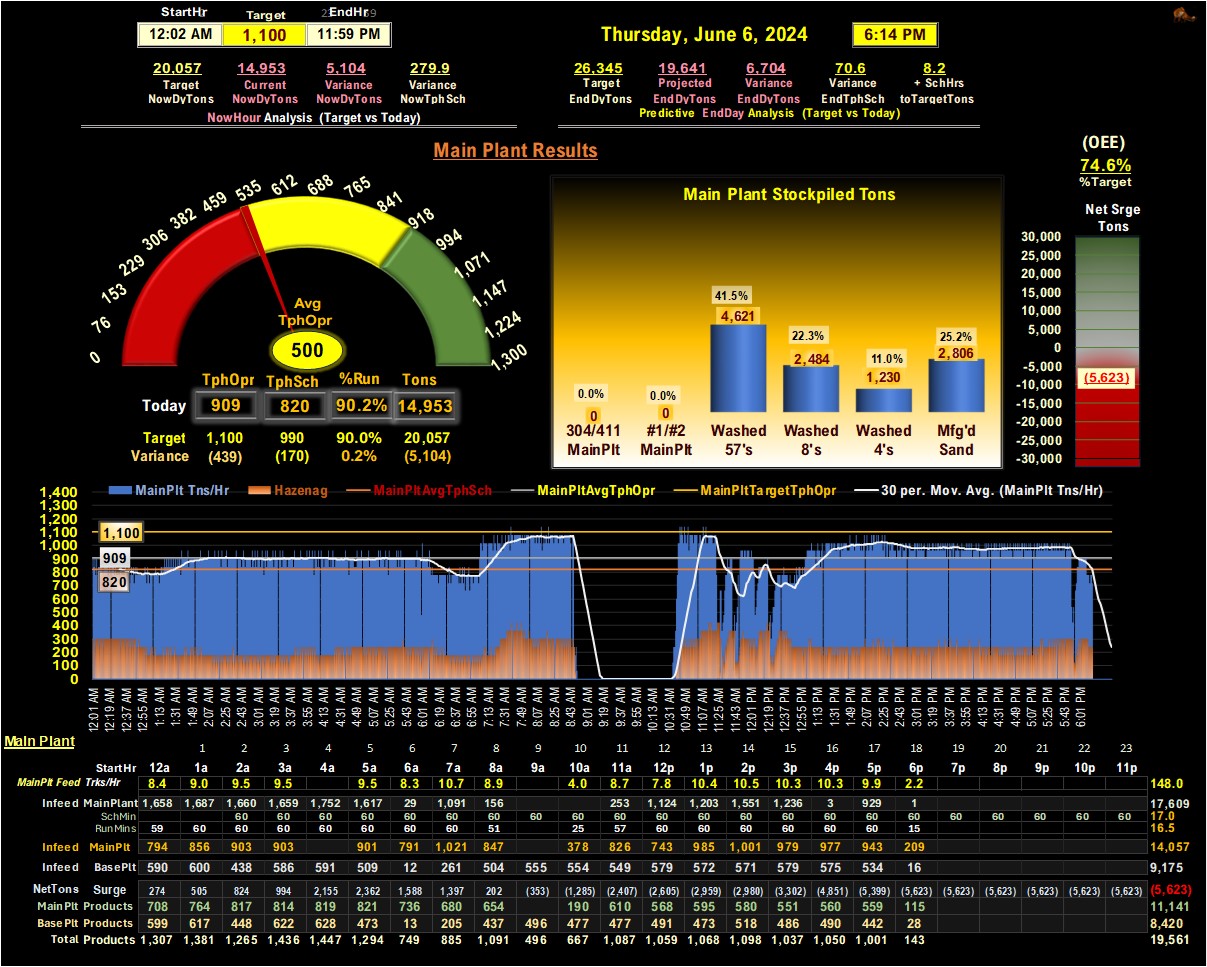 StartHr Target EndHr
12:02 AM 1,100 11:59 PM
Thursday, June 6, 2024 6:14 PM
20,057 14,953 5,104 279.9
Target Current Variance Variance
NowDyTons NowDyTons NowDyTons NowTphSch
NowHour Analysis (Target vs Today)
26,345 19,641 6,704 70.6 8.2
Target Projected Variance Variance + SchHrs
EndDyTons EndDyTons EndDyTons EndTphSch toTargetTons
Predictive EndDay Analysis (Target vs Today)
Main Plant Results
(OEE)
74.6%
%Target
0 76 153 229 306 382 459 535 612 688 765 841 918 994 1,071 1,147 1,224 1,300
Avg
TphOpr
500
TphOpr TphSch %Run Tons
Today 909 820 90.2% 14,953
Target 1,100 990 90.0% 20,057
Variance (439) (170) 0.2% (5,104)
Main Plant Stockpiled Tons
0.0% 0.0% 41.5% 22.3% 11.0% 25.2%
0 0 4,621 2,484 1,230 2,806
304/411 #1/#2 Washed Washed Washed Mfg'd
MainPlt MainPlt 57's 8's 4's Sand
Net Srge
Tons
30,000
25,000
20,000
15,000
10,000
5,000
0
-5,000
(5,623)
-10,000
-15,000
-20,000
-25,000
-30,000
MainPlt Tns/Hr Hazenag MainPltAvgTphSch MainPltAvgTphOpr MainPltTargetTphOpr 30 per. Mov. Avg. (MainPlt Tns/Hr)
1,400
1,300
1,200
1,100
1,000
900
800
700
600
500
400
300
200
100
0
1,100
909
820
12:01 AM 12:19 AM 12:37 AM 12:55 AM 1:13 AM 1:31 AM 1:49 AM 2:07 AM 2:25 AM 2:43 AM 3:01 AM 3:19 AM 3:37 AM 3:55 AM 4:13 AM 4:31 AM 4:49 AM 5:07 AM 5:25 AM 5:43 AM 6:01 AM 6:19 AM 6:37 AM 6:55 AM 7:13 AM 7:31 AM 7:49 AM 8:07 AM 8:25 AM 8:43 AM 9:01 AM 9:19 AM 9:37 AM 9:55 AM 10:13 AM 10:31 AM 10:49 AM 11:07 AM 11:25 AM 11:43 AM 12:01 PM 12:19 PM 12:37 PM 12:55 PM 1:13 PM 1:31 PM 1:49 PM 2:07 PM 2:25 PM 2:43 PM 3:01 PM 3:19 PM 3:37 PM 3:55 PM 4:13 PM 4:31 PM 4:49 PM 5:07 PM 5:25 PM 5:43 PM 6:01 PM
Main Plant
1 2 3 4 5 6 7 8 9 10 11 12 13 14 15 16 17 18 19 20 21 22 23
StartHr 12a 1a 2a 3a 4a 5a 6a 7a 8a 9a 10a 11a 12p 1p 2p 3p 4p 5p 6p 7p 8p 9p 10p 11p
MainPlt Feed Trks/Hr 8.4 9.0 9.5 9.5 9.5 8.3 10.7 8.9 4.0 8.7 7.8 10.4 10.5 10.3 10.3 9.9 2.2 148.0
Infeed MainPlant 1,658 1,687 1,660 1,659 1,752 1,617 29 1,091 156 253 1,124 1,203 1,551 1,236 3 929 1 17,609
SchMin 60 60 60 60 60 60 60 60 60 60 60 60 60 60 60 60 60 60 60 60 60 60 17.0
RunMins 59 60 60 60 60 60 60 60 51 25 57 60 60 60 60 60 60 15 16.5
Infeed MainPlt 794 856 903 903 901 791 1,021 847 378 826 743 985 1,001 979 977 943 209 14,057
Infeed BasePlt 590 600 438 586 591 509 12 261 504 555 554 549 579 572 571 579 575 534 16 9,175
NetTons Surge 274 505 824 994 2,155 2,362 1,588 1,397 202 (353) (1,285) (2,407) (2,605) (2,959) (2,980) (3,302) (4,851) (5,399) (5,623) (5,623) (5,623) (5,623) (5,623) (5,623) (5,623)
MainPlt Products 708 764 817 814 819 821 736 680 654 190 610 568 595 580 551 560 559 115 11,141
BasePlt Products 599 617 448 622 628 473 13 205 437 496 477 477 491 473 518 486 490 442 28 8,420
Total Products 1,307 1,381 1,265 1,436 1,447 1,294 749 885 1,091 496 667 1,087 1,059 1,068 1,098 1,037 1,050 1,001 143 19,561